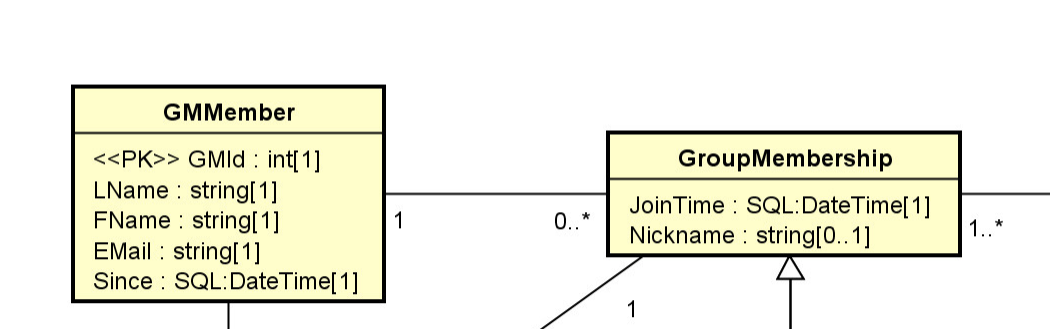 GMMember
<<PK>> GMId : int[1]
LName : string[1]
FName : string[1]
EMail : string[1]
Since : SQL:DateTime[1]
1
0..*
GroupMembership
JoinTime : SQL:DateTime[1]
Nickname : string[0..1]
1..*
1